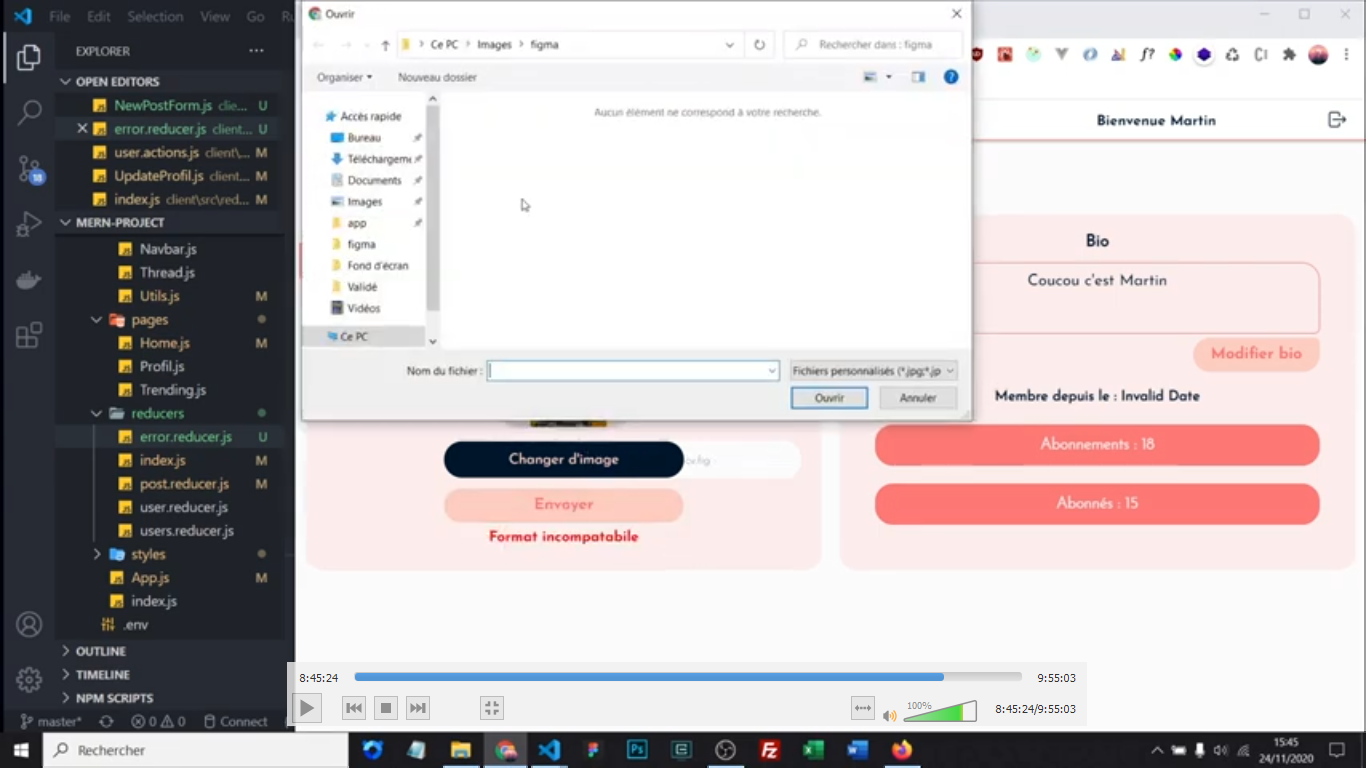 File Edit Selection View Go
EXPLORER
OPEN EDITORS
NewPostForm.js clie... U
error.reducer.js client... U
user.actions.js client\... M
UpdateProfil.js client... M
index.js client\src\red... M
MERN-PROJECT
Navbar.js
Thread.js
Utils.js M
pages
Home.js M
Profil.js
Trending.js
reducers
error.reducer.js U
index.js M
post.reducer.js M
user.reducer.js
users.reducer.js
styles
App.js M
index.js
.env
OUTLINE
TIMELINE
NPM SCRIPTS
master* 0 0 Connect
Ouvrir
Ce PC Images figma
Rechercher dans : figma
Organiser Nouveau dossier
Aucun élément ne correspond à votre recherche.
Accès rapide
Bureau
Téléchargeme
Documents
Images
app
figma
Fond d'écran
Validé
Vidéos
Ce PC
Nom du fichier :
Fichiers personnalisés (*.jpg;*.jp
Ouvrir Annuler
Bienvenue Martin
Bio
Coucou c'est Martin
Modifier bio
Membre depuis le : Invalid Date
Abonnements : 18
Abonnés : 15
Changer d'image
Envoyer
Format incompatabile
8:45:24 9:55:03
100%
8:45:24/9:55:03
Rechercher
15:45
24/11/2020